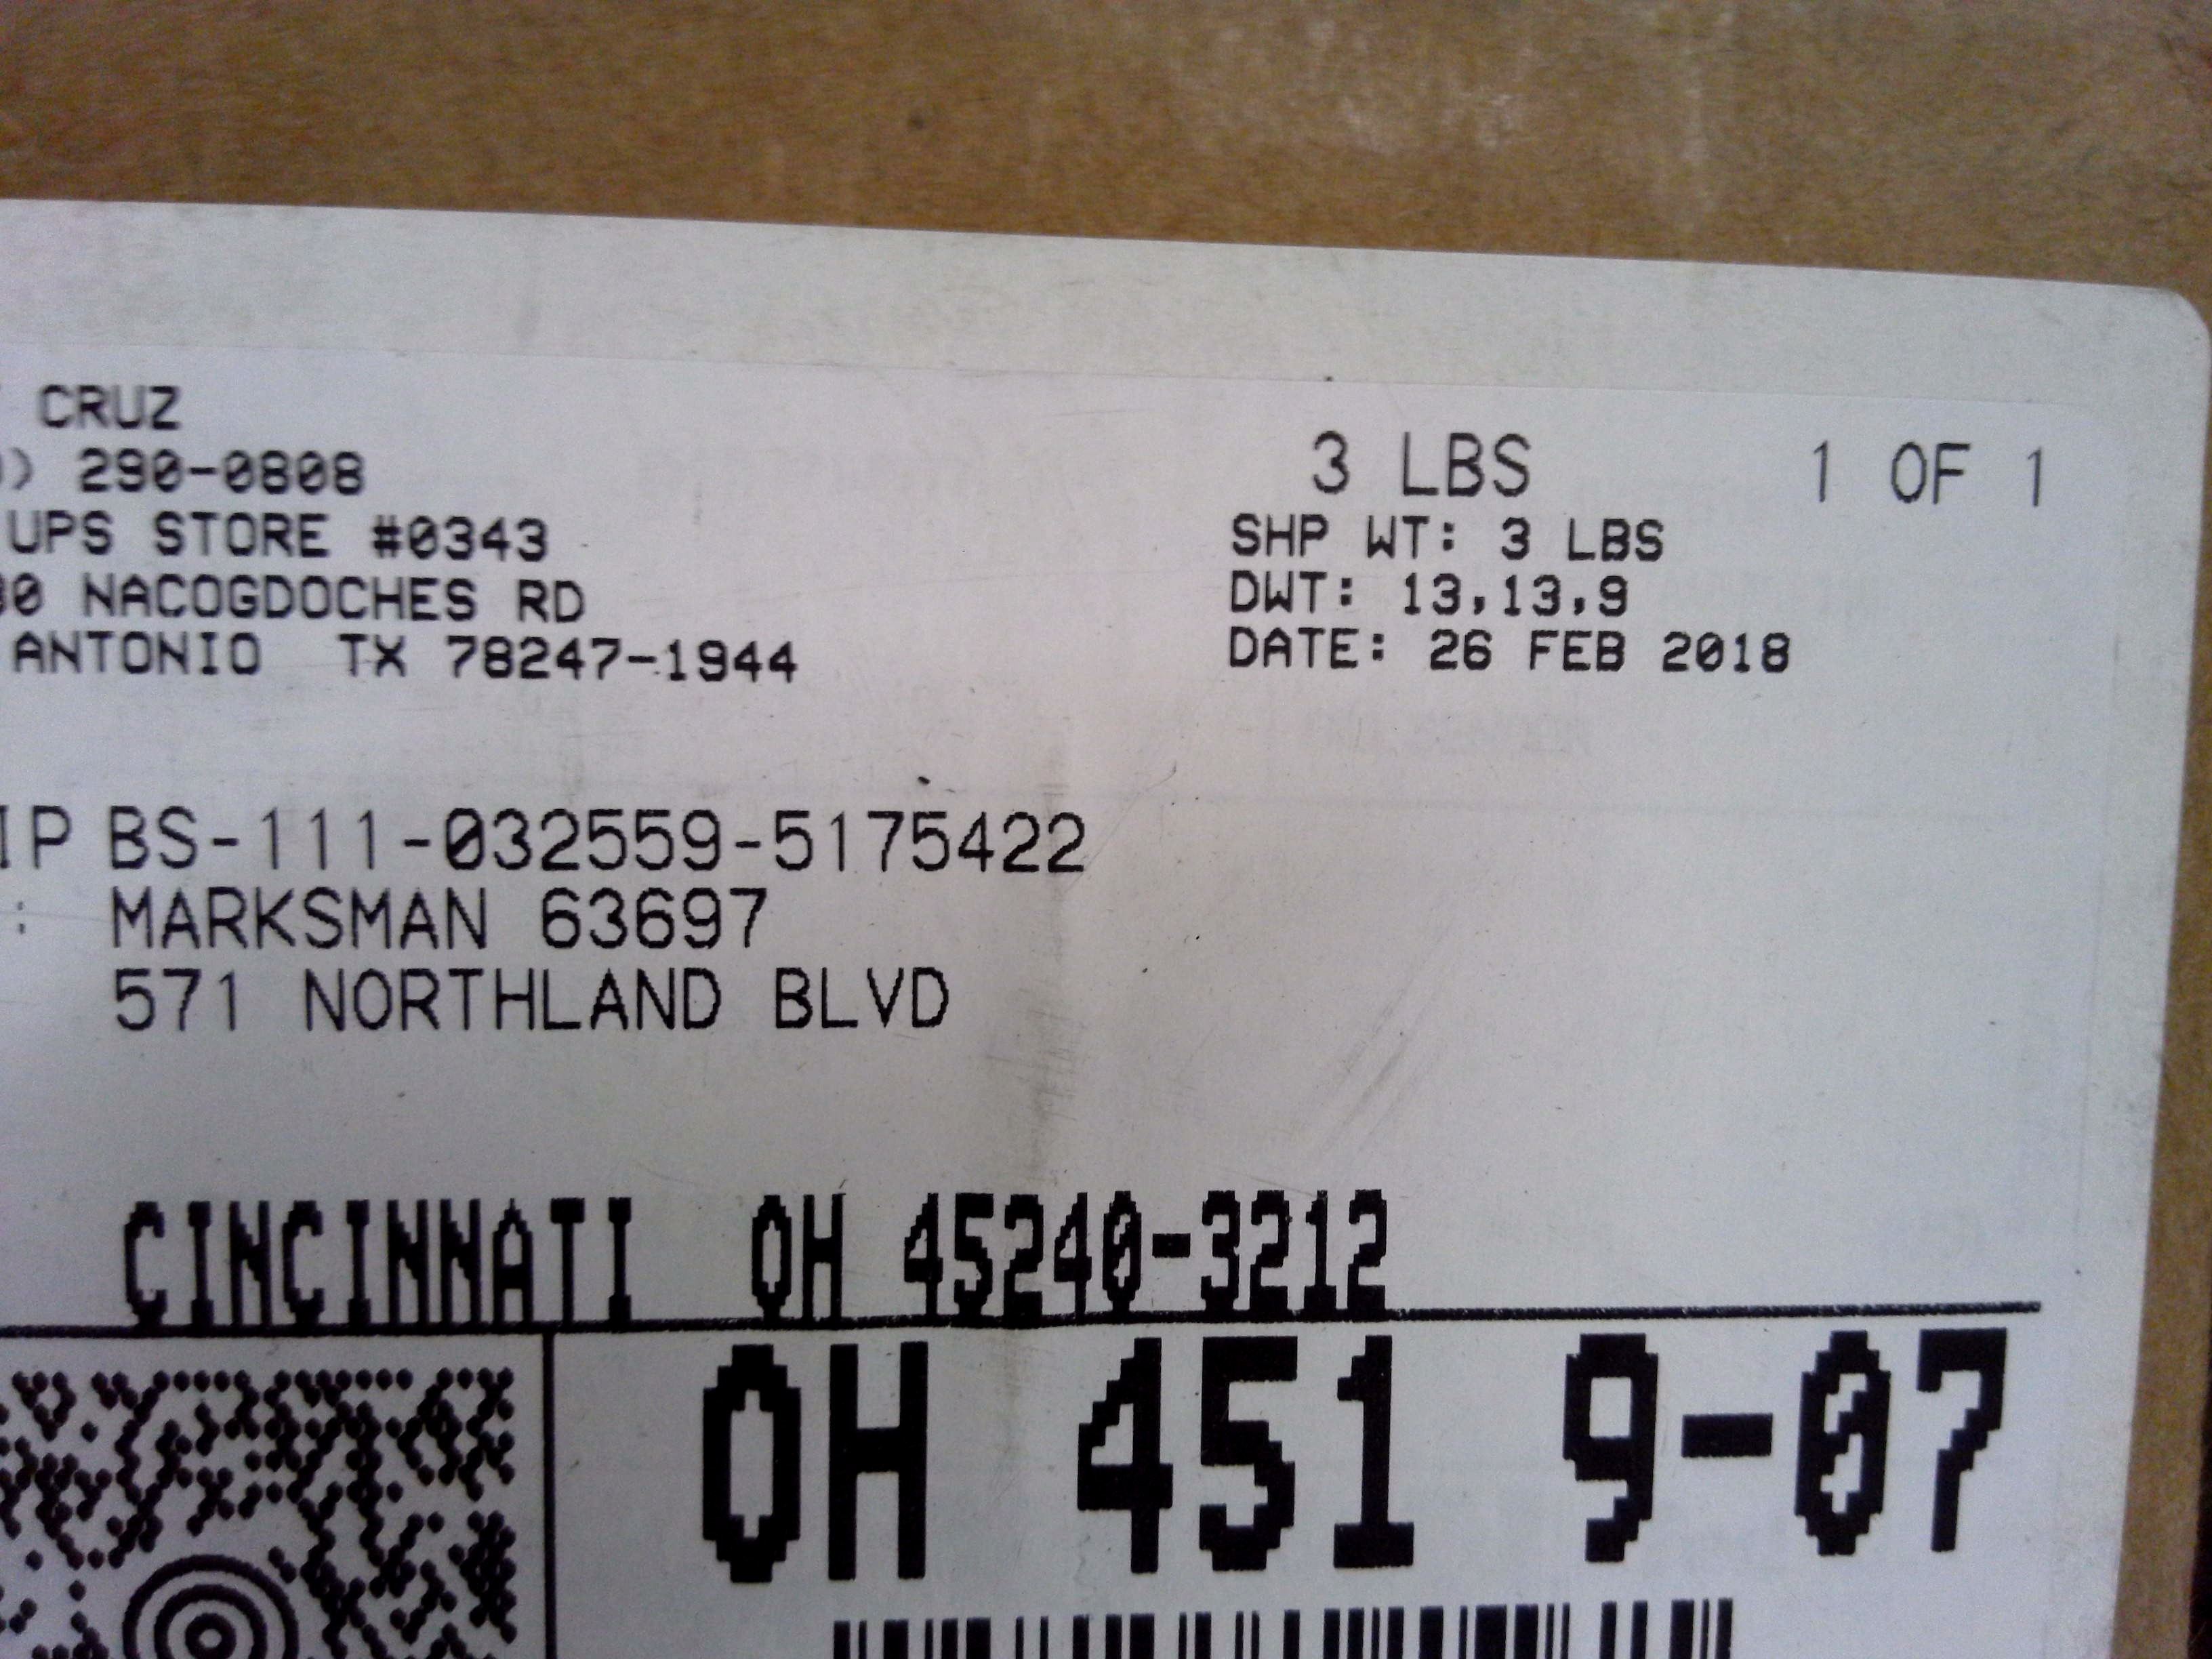 CRUZ
) 290-0808
UPS STORE #0343
0 NACOGDOCHES RD
ANTONIO TX 78247-1944
3 LBS 1 OF 1
SHP WT: 3 LBS
DWT: 13,13,9
DATE: 26 FEB 2018
IP BS-111-032559-5175422
: MARKSMAN 63697
571 NORTHLAND BLVD
CINCINNATI OH 45240-3212
OH 451 9-07